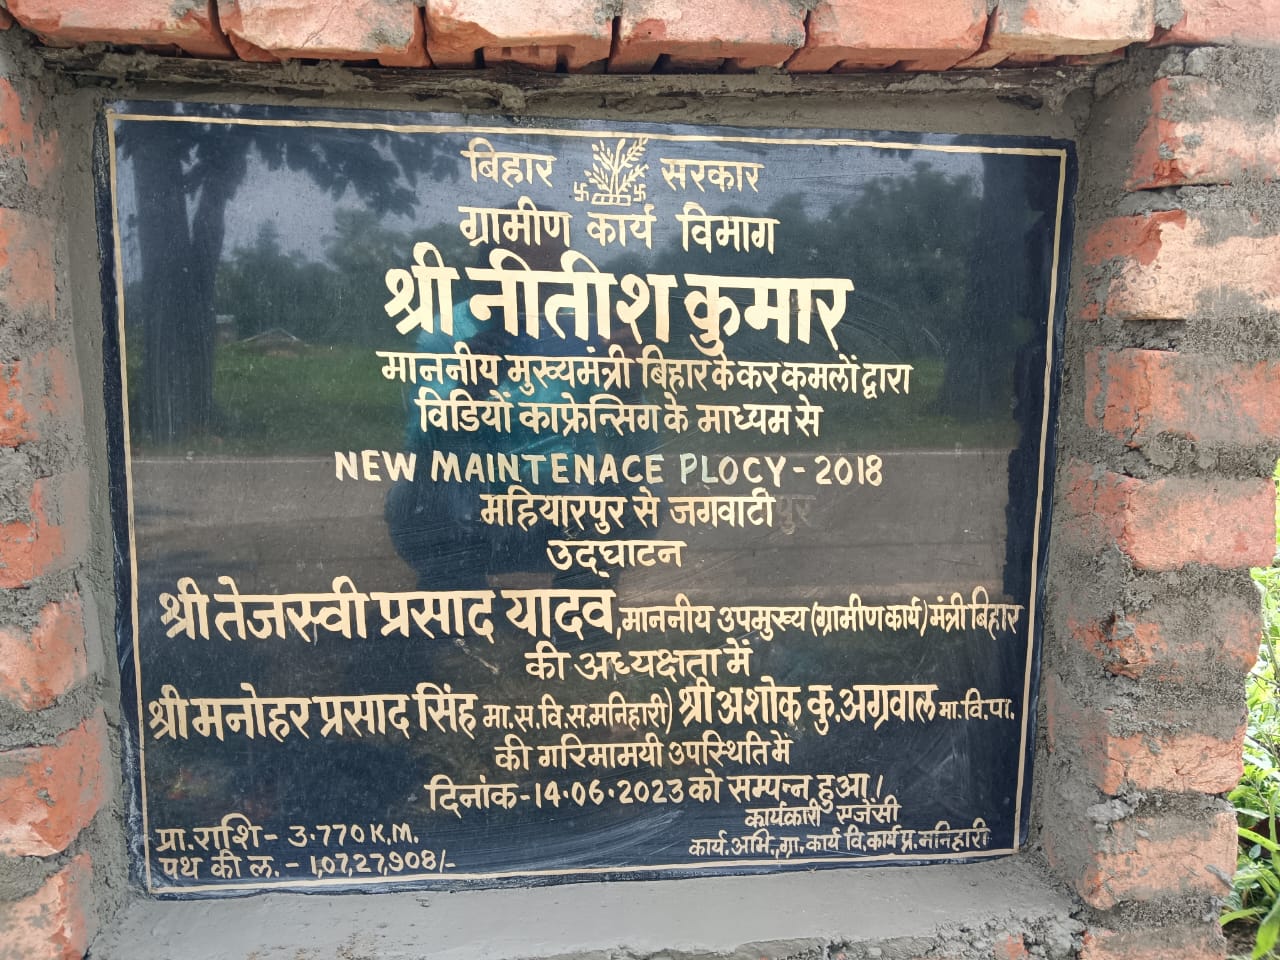 बिहार सरकार
ग्रामीण कार्य विभाग
श्री नीतीश कुमार
माननीय मुख्यमंत्री बिहार के कर कमलों द्वारा
विडियों काफ्रेन्सिग के माध्यम से
NEW MAINTENACE PLOCY - 2018
महियारपुर से जगवाटी पुर
उद्घाटन
श्री तेजस्वी प्रसाद यादव, माननीय उपमुख्य (ग्रामीण कार्य) मंत्री बिहार
की अध्यक्षता में
श्री मनोहर प्रसाद सिंह मा.स.वि.स.मनिहारी) श्री अशोक कु.अग्रवाल मा.वि.पा.
की गरिमामयी उपस्थिति में
दिनांक-14.06.2023 को सम्पन्न हुआ।
कार्यकारी एजेंसी
प्रा.राशि - 3.770 K.M.
कार्य.अभि.,ग्रा.कार्य वि.कार्य प्र.मनिहारी
पथ की ल. - 1,07,27,908/-